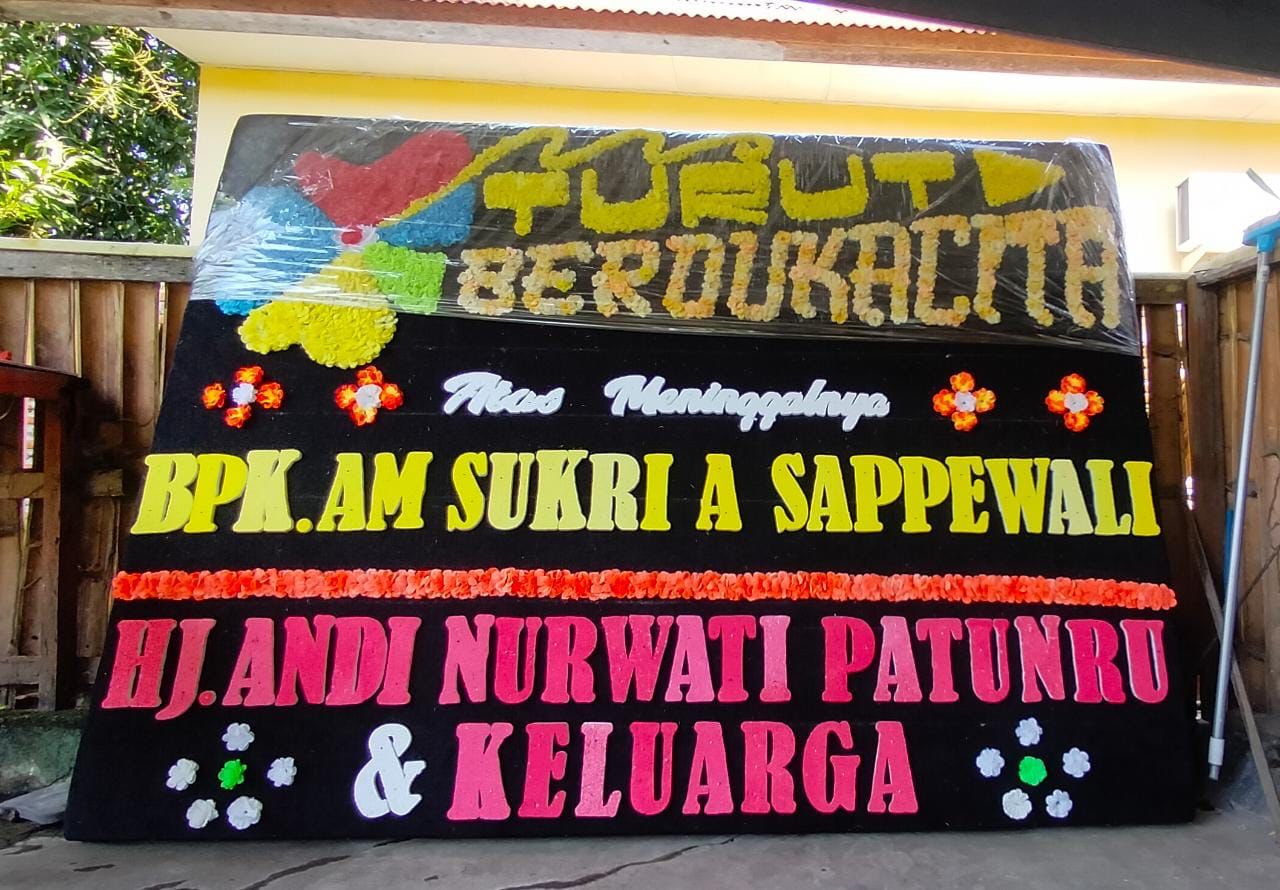 TURUT
BERDUKACITA
Atas Meninggalnya
BPK.AM SUKRI A SAPPEWALI
HJ.ANDI NURWATI PATUNRU
& KELUARGA